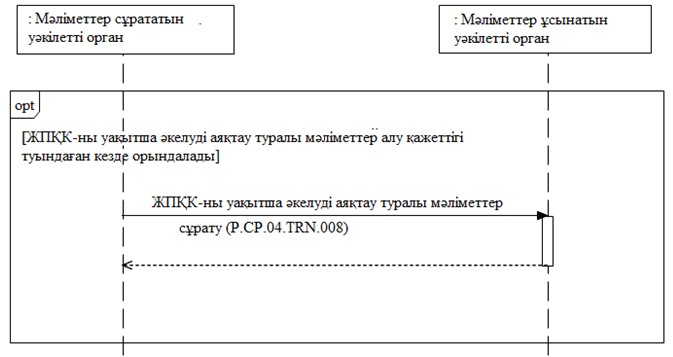 : Мәліметтер сұрататын
уәкілетті орган
: Мәліметтер ұсынатын
уәкілетті орган
opt
[ЖПҚК-ны уақытша әкелуді аяқтау туралы мәліметтер алу қажеттігі
туындаған кезде орындалады]
ЖПҚК-ны уақытша әкелуді аяқтау туралы мәліметтер
сұрату (P.CP.04.TRN.008)